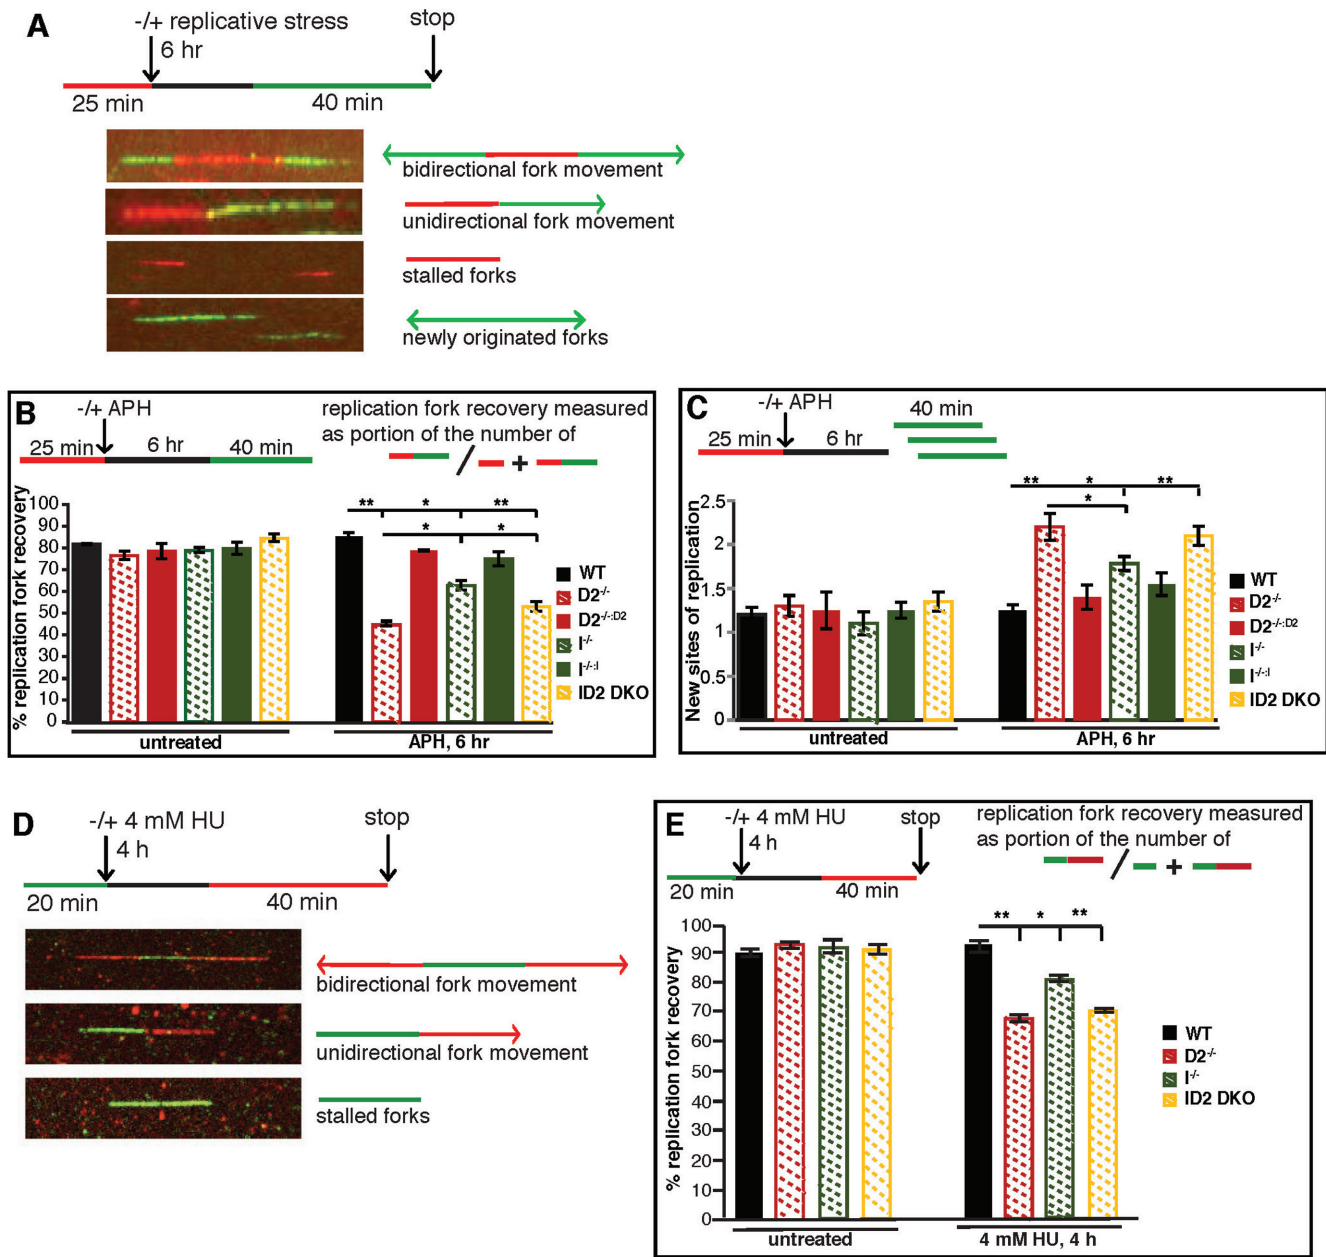 A
-/+ replicative stress
6 hr
stop
25 min
40 min
bidirectional fork movement
unidirectional fork movement
stalled forks
newly originated forks
B
-/+ APH
25 min
6 hr
40 min
replication fork recovery measured
as portion of the number of
/
+
% replication fork recovery
100
90
80
70
60
50
40
30
20
10
0
** * **
* *
untreated
APH, 6 hr
WT
D2-/-
D2-/-:D2
I-/-
I-/-:I
ID2 DKO
C
-/+ APH
25 min
6 hr
40 min
New sites of replication
2.5
2
1.5
1
0.5
0
** * **
*
untreated
APH, 6 hr
WT
D2-/-
D2-/-:D2
I-/-
I-/-:I
ID2 DKO
D
-/+ 4 mM HU
4 h
stop
20 min
40 min
bidirectional fork movement
unidirectional fork movement
stalled forks
E
-/+ 4 mM HU
4 h
stop
20 min
40 min
replication fork recovery measured
as portion of the number of
/
+
% replication fork recovery
100
90
80
70
60
50
40
30
20
10
0
** * **
untreated
4 mM HU, 4 h
WT
D2-/-
I-/-
ID2 DKO